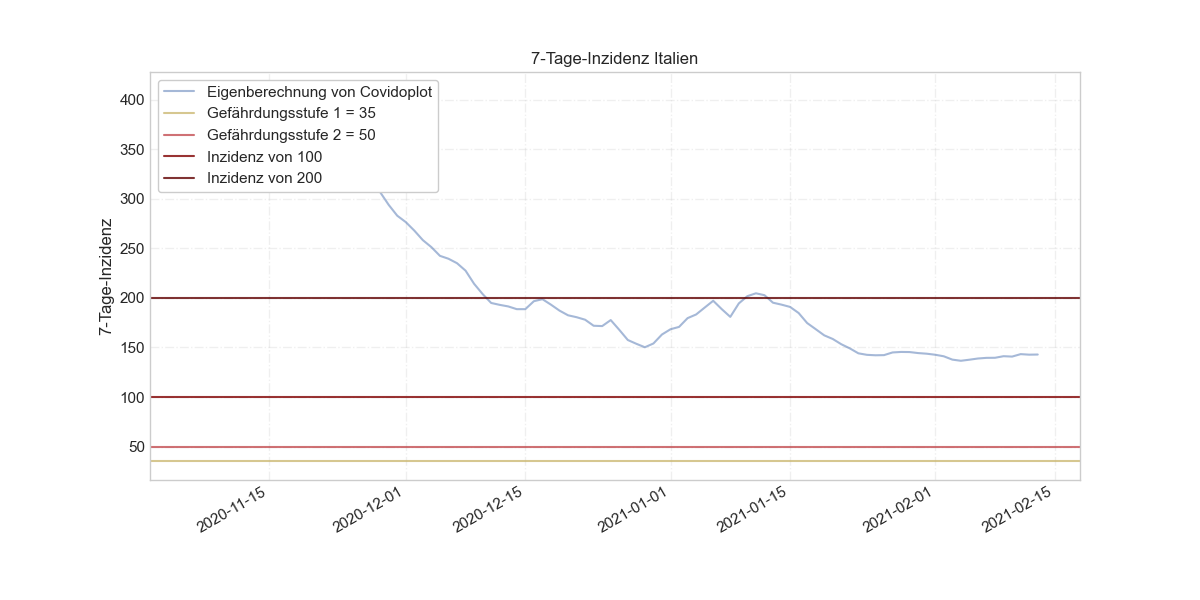 7-Tage-Inzidenz Italien
Eigenberechnung von Covidoplot
Gefährdungsstufe 1 = 35
Gefährdungsstufe 2 = 50
Inzidenz von 100
Inzidenz von 200
7-Tage-Inzidenz
400
350
300
250
200
150
100
50
2020-11-15
2020-12-01
2020-12-15
2021-01-01
2021-01-15
2021-02-01
2021-02-15